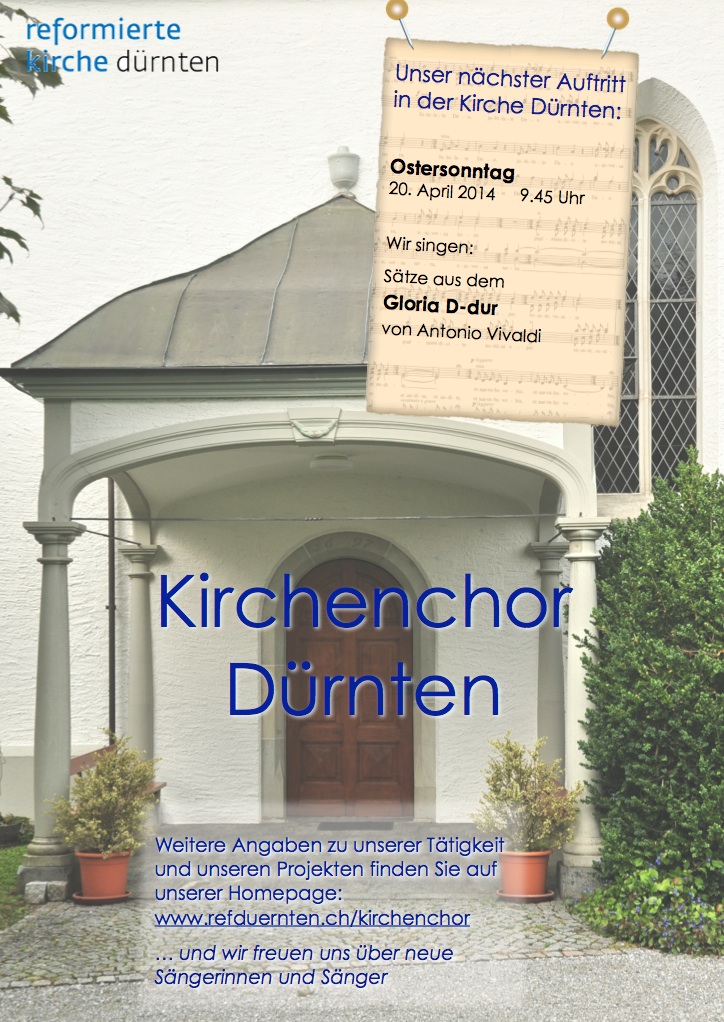 reformierte
kirche dürnten
Unser nächster Auftritt
in der Kirche Dürnten:
Ostersonntag
20. April 2014 9.45 Uhr
Wir singen:
Sätze aus dem
Gloria D-dur
von Antonio Vivaldi
Kirchenchor
Dürnten
Weitere Angaben zu unserer Tätigkeit
und unseren Projekten finden Sie auf
unserer Homepage:
www.refduernten.ch/kirchenchor
… und wir freuen uns über neue
Sängerinnen und Sänger